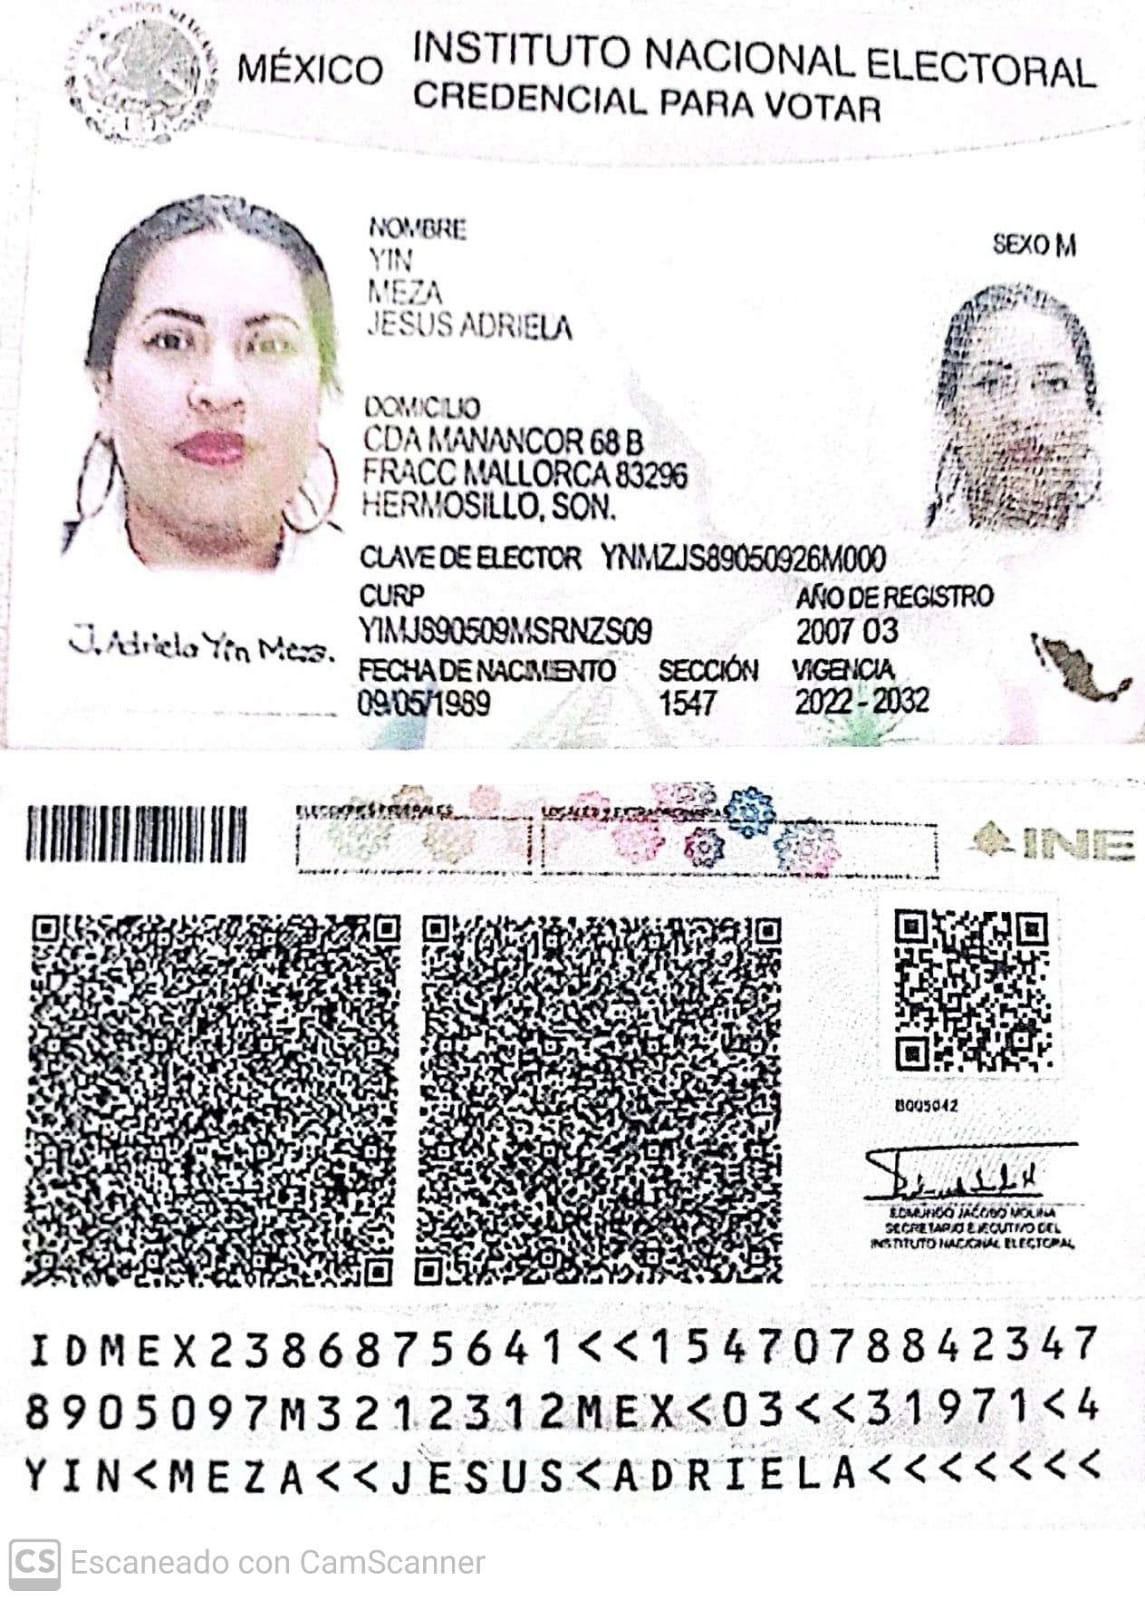 MÉXICO
INSTITUTO NACIONAL ELECTORAL
CREDENCIAL PARA VOTAR
NOMBRE
YIN
MEZA
JESUS ADRIELA
SEXO M
DOMICILIO
CDA MANANCOR 68 B
FRACC MALLORCA 83296
HERMOSILLO, SON.
CLAVE DE ELECTOR YNMZJS89050926M000
CURP
YIMJ890509MSRNZS09
AÑO DE REGISTRO
2007 03
FECHA DE NACIMIENTO
09/05/1989
SECCIÓN
1547
VIGENCIA
2022 - 2032
J. Adriela Yin Meza.
ELECCIONES FEDERALES
LOCALES Y EXTRAORDINARIAS
INE
EDMUNDO JACOBO MOLINA
SECRETARIO EJECUTIVO DEL
INSTITUTO NACIONAL ELECTORAL
IDMEX2386875641<<1547078842347
8905097M3212312MEX<03<<31971<4
YIN<MEZA<<JESUS<ADRIELA<<<<<<<
CS Escaneado con CamScanner